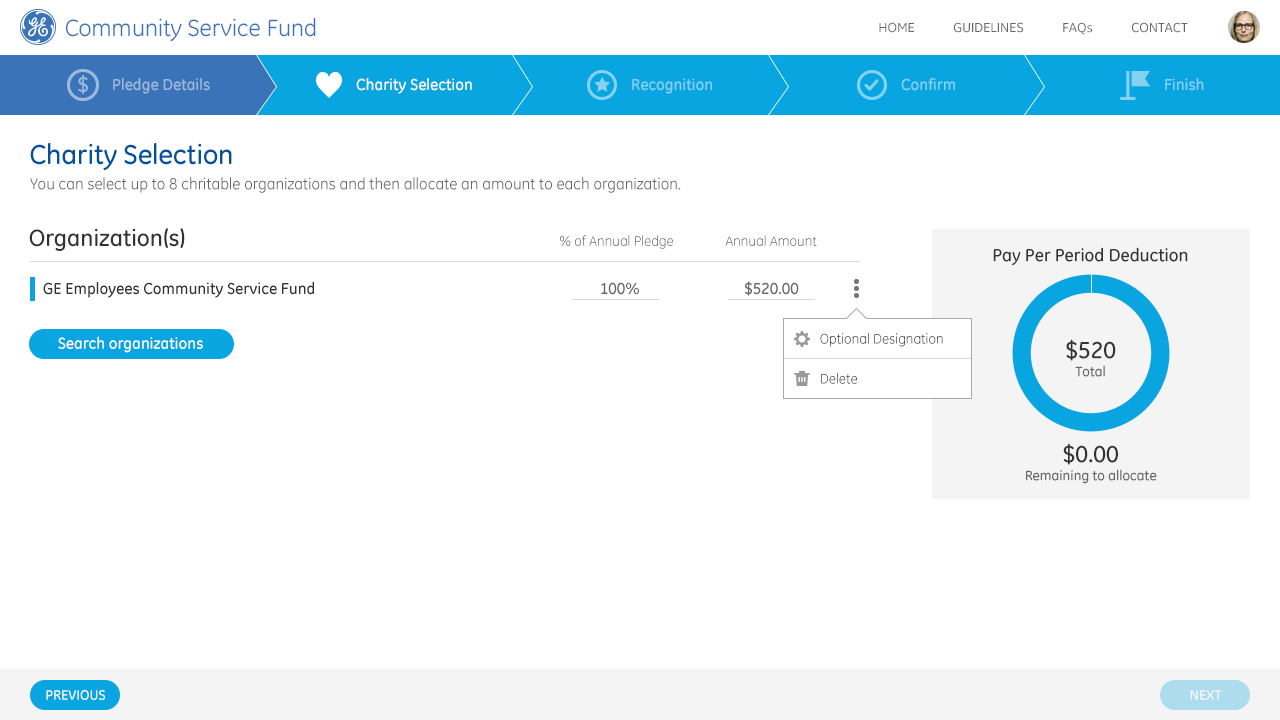 Community Service Fund
HOME GUIDELINES FAQs CONTACT
Pledge Details Charity Selection Recognition Confirm Finish
Charity Selection
You can select up to 8 chritable organizations and then allocate an amount to each organization.
Organization(s) % of Annual Pledge Annual Amount
GE Employees Community Service Fund 100% $520.00
Search organizations
Optional Designation
Delete
Pay Per Period Deduction
$520
Total
$0.00
Remaining to allocate
PREVIOUS NEXT